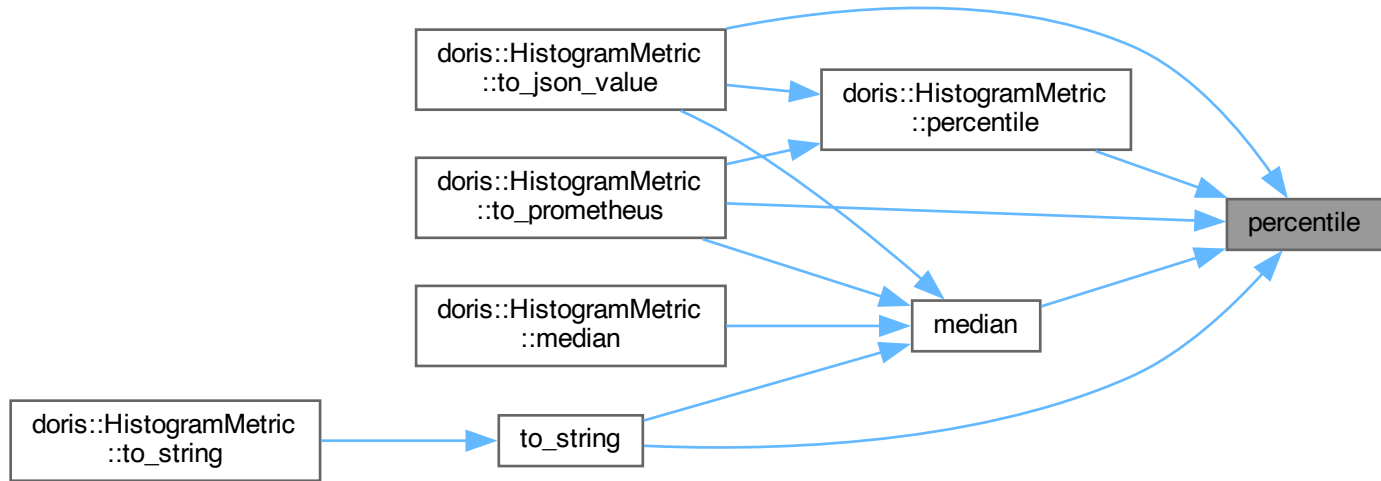 doris::HistogramMetric
::to_json_value
doris::HistogramMetric
::percentile
doris::HistogramMetric
::to_prometheus
percentile
doris::HistogramMetric
::median
median
doris::HistogramMetric
::to_string
to_string